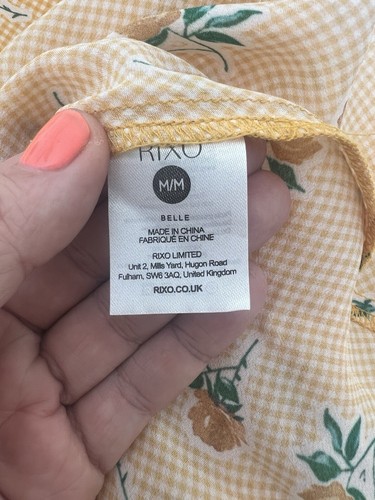 RIXO
M/M
BELLE
MADE IN CHINA
FABRIQUÉ EN CHINE
RIXO LIMITED
Unit 2, Mills Yard, Hugon Road
Fulham, SW6 3AQ, United Kingdom
RIXO.CO.UK